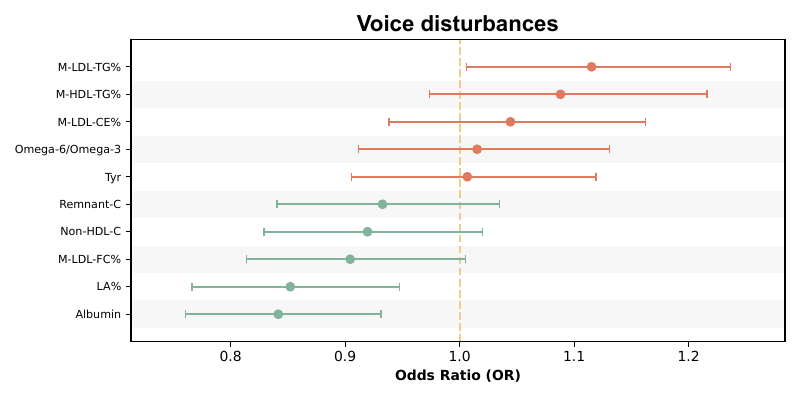 Voice disturbances
M-LDL-TG%
M-HDL-TG%
M-LDL-CE%
Omega-6/Omega-3
Tyr
Remnant-C
Non-HDL-C
M-LDL-FC%
LA%
Albumin
0.8 0.9 1.0 1.1 1.2
Odds Ratio (OR)